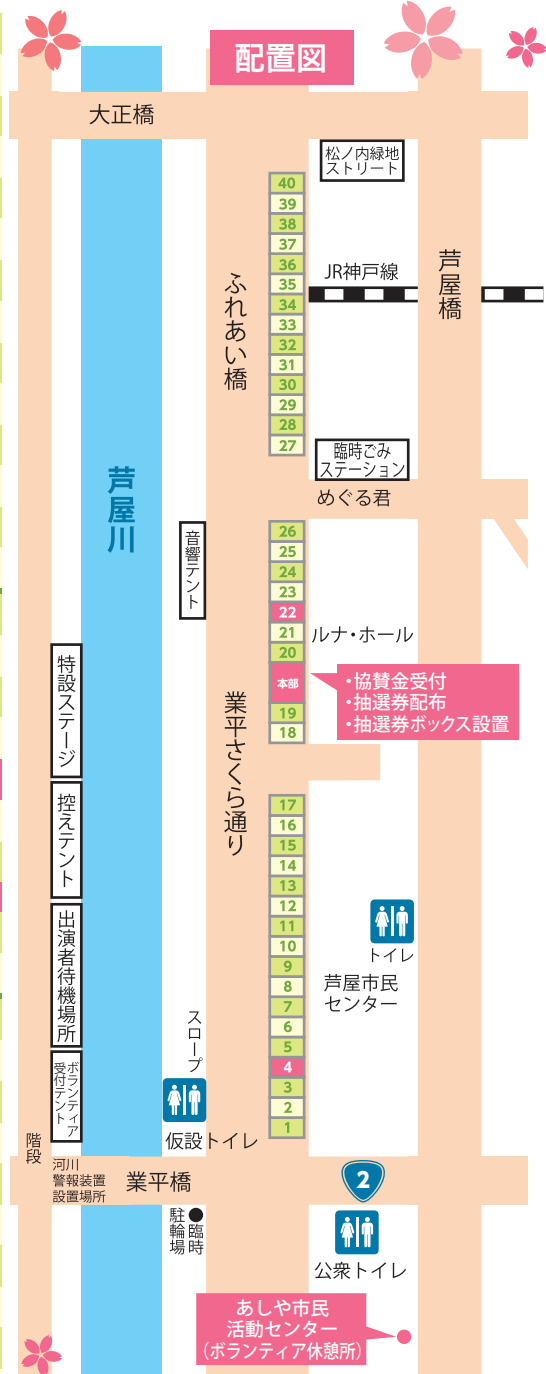 配置図
大正橋
松ノ内緑地
ストリート
40
39
38
37
36
35
34
33
32
31
30
29
28
27
ふれあい橋
JR神戸線
芦屋橋
臨時ごみ
ステーション
めぐる君
芦屋川
音響テント
26
25
24
23
22
21
20
本部
19
18
ルナ・ホール
・協賛金受付
・抽選券配布
・抽選券ボックス設置
特設ステージ
業平さくら通り
控えテント
17
16
15
14
13
12
11
10
9
8
7
6
5
4
3
2
1
トイレ
出演者待機場所
芦屋市民
センター
スロープ
ボランティア
受付テント
仮設トイレ
階段
河川
警報装置
設置場所
業平橋
2
●臨時
駐輪場
公衆トイレ
あしや市民
活動センター
（ボランティア休憩所）